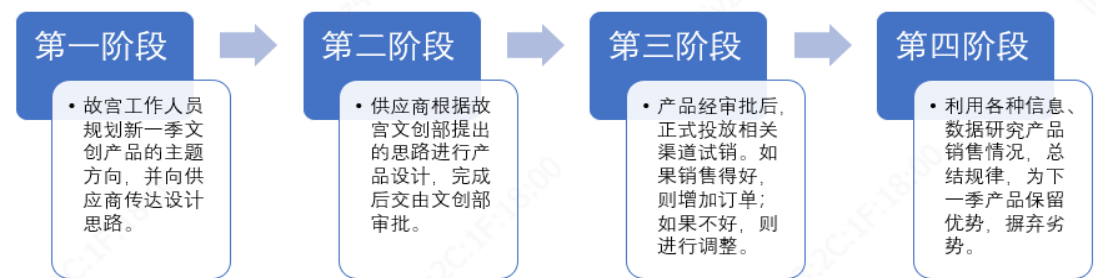 第一阶段
• 故宫工作人员
规划新一季文
创产品的主题
方向，并向供
应商传达设计
思路。
第二阶段
• 供应商根据故
宫文创部提出
的思路进行产
品设计，完成
后交由文创部
审批。
第三阶段
• 产品经审批后，
正式投放相关
渠道试销。如
果销售得好，
则增加订单；
如果不好，则
进行调整。
第四阶段
• 利用各种信息、
数据研究产品
销售情况，总
结规律，为下
一季产品保留
优势，摒弃劣
势。